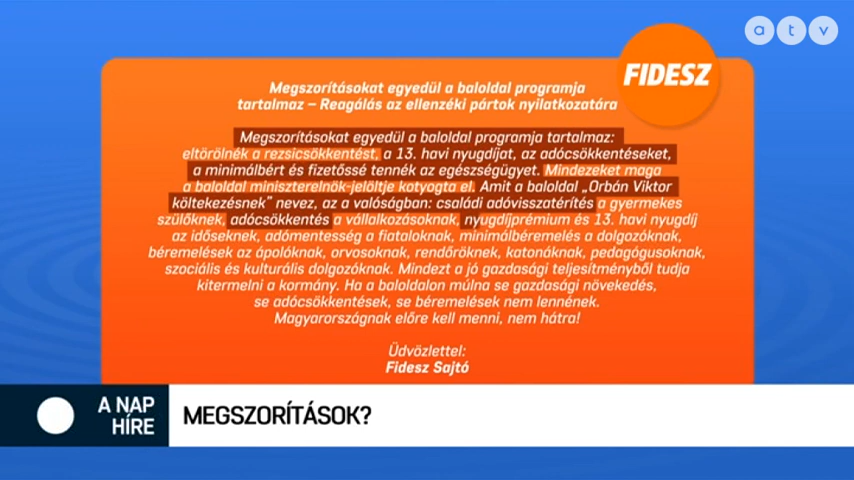 atv
FIDESZ
Megszorításokat egyedül a baloldal programja
tartalmaz – Reagálás az ellenzéki pártok nyilatkozatára
Megszorításokat egyedül a baloldal programja tartalmaz:
eltörölnék a rezsicsökkentést, a 13. havi nyugdíjat, az adócsökkentéseket,
a minimálbért és fizetőssé tennék az egészségügyet. Mindezeket maga
a baloldal miniszterelnök-jelöltje kotyogta el. Amit a baloldal „Orbán Viktor
költekezésnek” nevez, az a valóságban: családi adóvisszatérítés a gyermekes
szülőknek, adócsökkentés a vállalkozásoknak, nyugdíjprémium és 13. havi nyugdíj
az időseknek, adómentesség a fiataloknak, minimálbéremelés a dolgozóknak,
béremelések az ápolóknak, orvosoknak, rendőröknek, katonáknak, pedagógusoknak,
szociális és kulturális dolgozóknak. Mindezt a jó gazdasági teljesítményből tudja
kitermelni a kormány. Ha a baloldalon múlna se gazdasági növekedés,
se adócsökkentések, se béremelések nem lennének.
Magyarországnak előre kell menni, nem hátra!
Üdvözlettel:
Fidesz Sajtó
A NAP
HÍRE
MEGSZORÍTÁSOK?